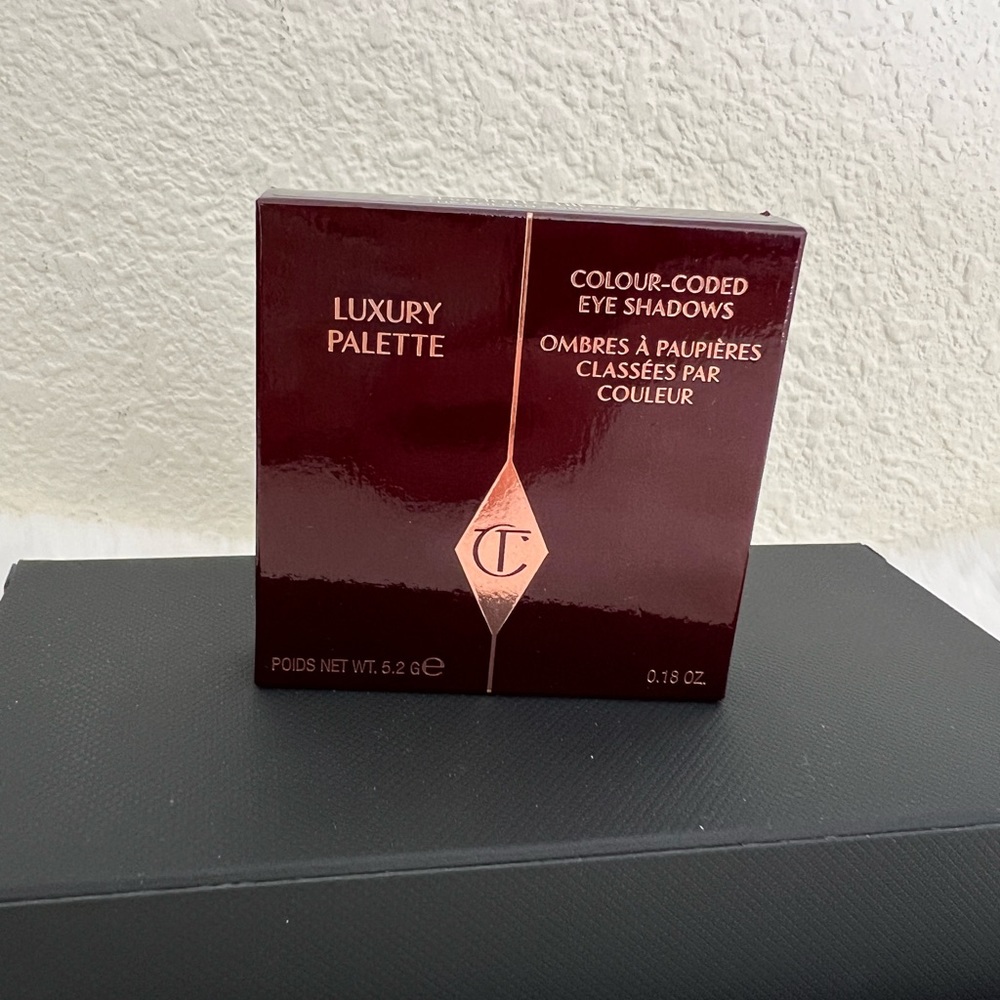 LUXURY
PALETTE
COLOUR-CODED
EYE SHADOWS
OMBRES À PAUPIÈRES
CLASSÉES PAR
COULEUR
CT
POIDS NET WT. 5.2 G e
0.18 OZ.